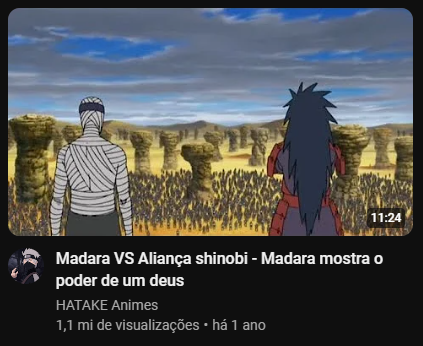 11:24
Madara VS Aliança shinobi - Madara mostra o
poder de um deus
HATAKE Animes
1,1 mi de visualizações • há 1 ano